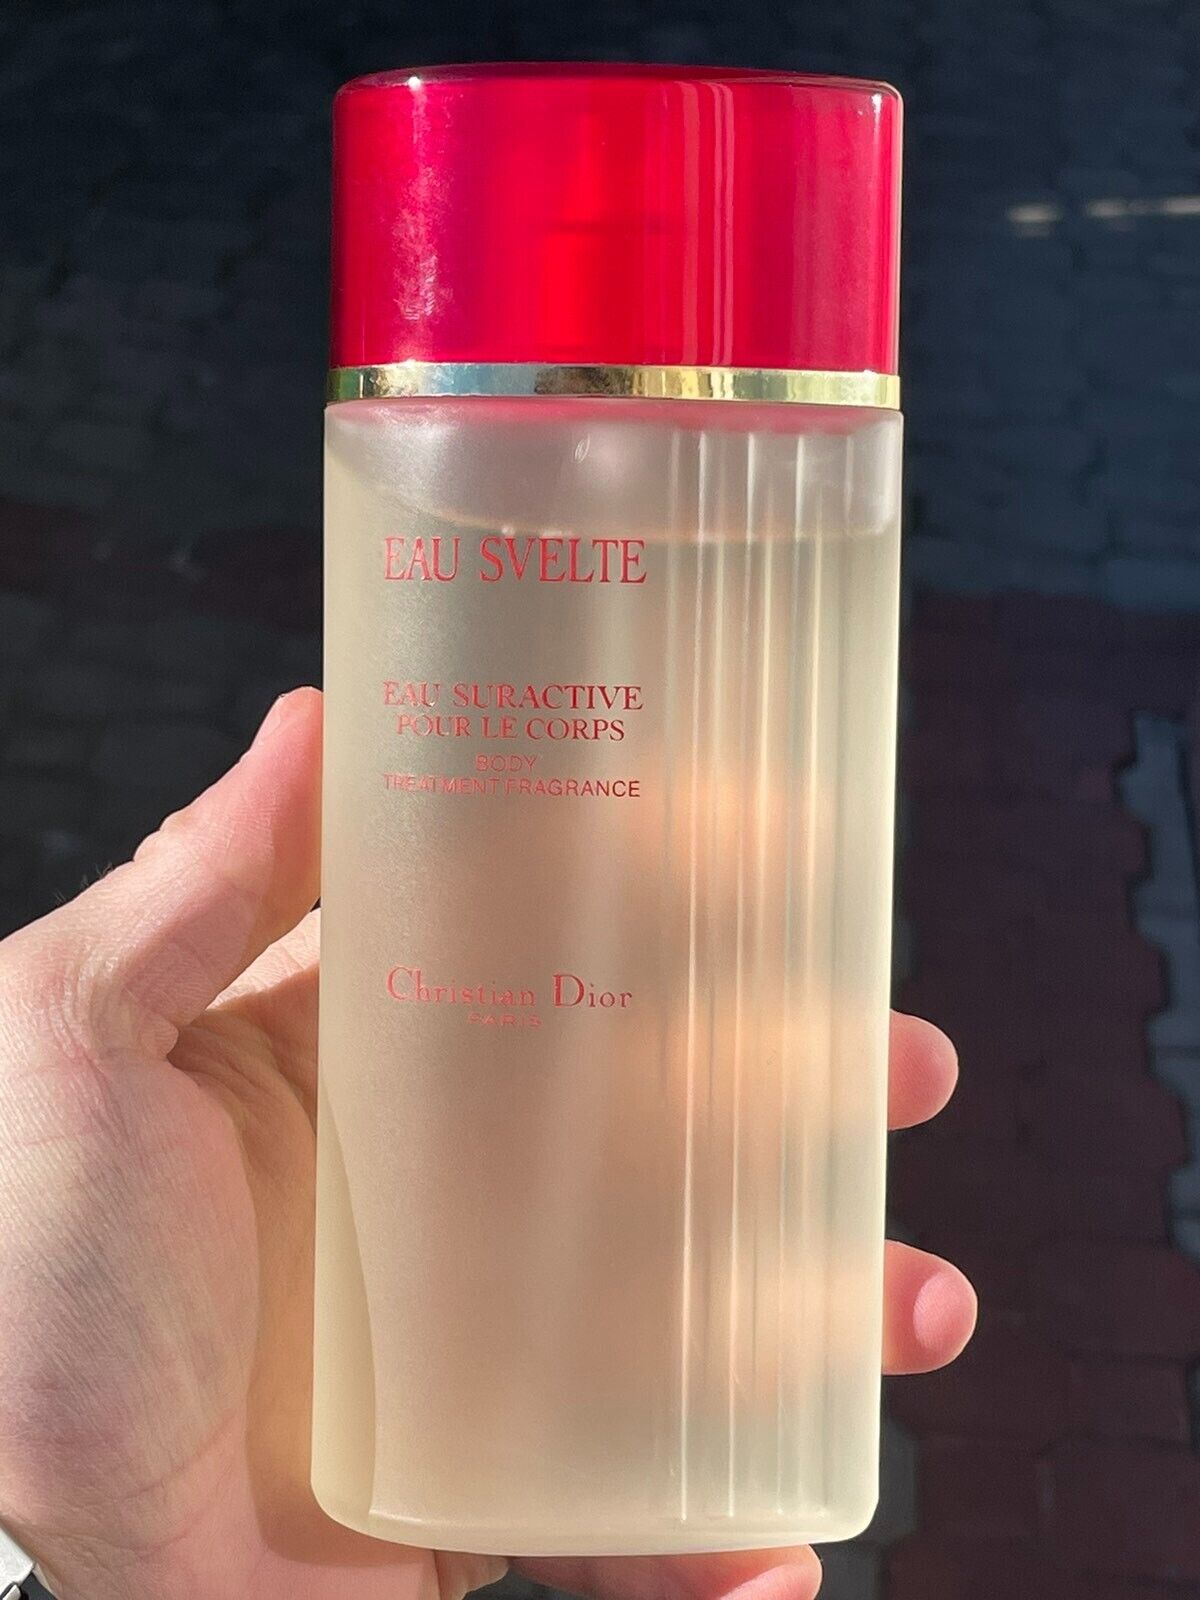 EAU SVELTE
EAU SURACTIVE
POUR LE CORPS
BODY
TREATMENT FRAGRANCE
Christian Dior
PARIS